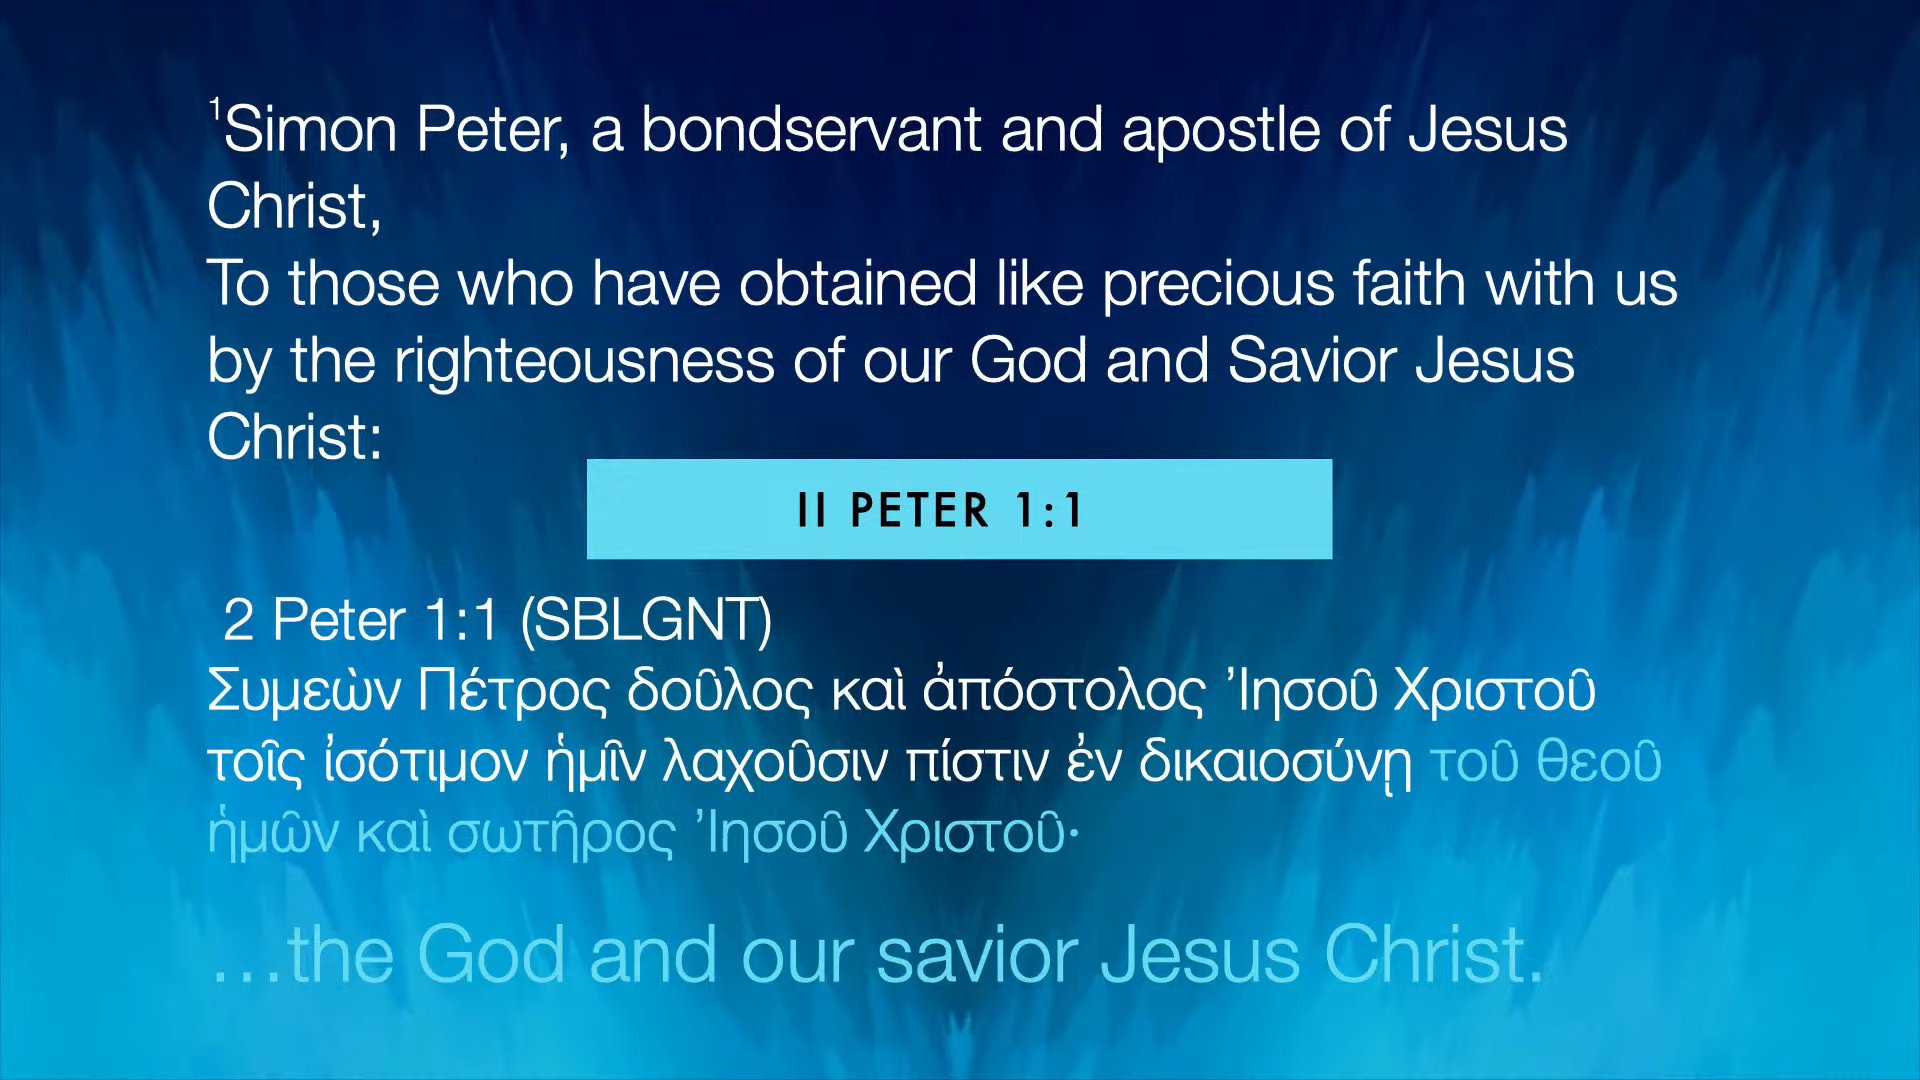 ¹Simon Peter, a bondservant and apostle of Jesus
Christ,
To those who have obtained like precious faith with us
by the righteousness of our God and Savior Jesus
Christ:
II PETER 1:1
2 Peter 1:1 (SBLGNT)
Συμεὼν Πέτρος δοῦλος καὶ ἀπόστολος Ἰησοῦ Χριστοῦ
τοῖς ἰσότιμον ἡμῖν λαχοῦσιν πίστιν ἐν δικαιοσύνῃ τοῦ θεοῦ
ἡμῶν καὶ σωτῆρος Ἰησοῦ Χριστοῦ·
…the God and our savior Jesus Christ.